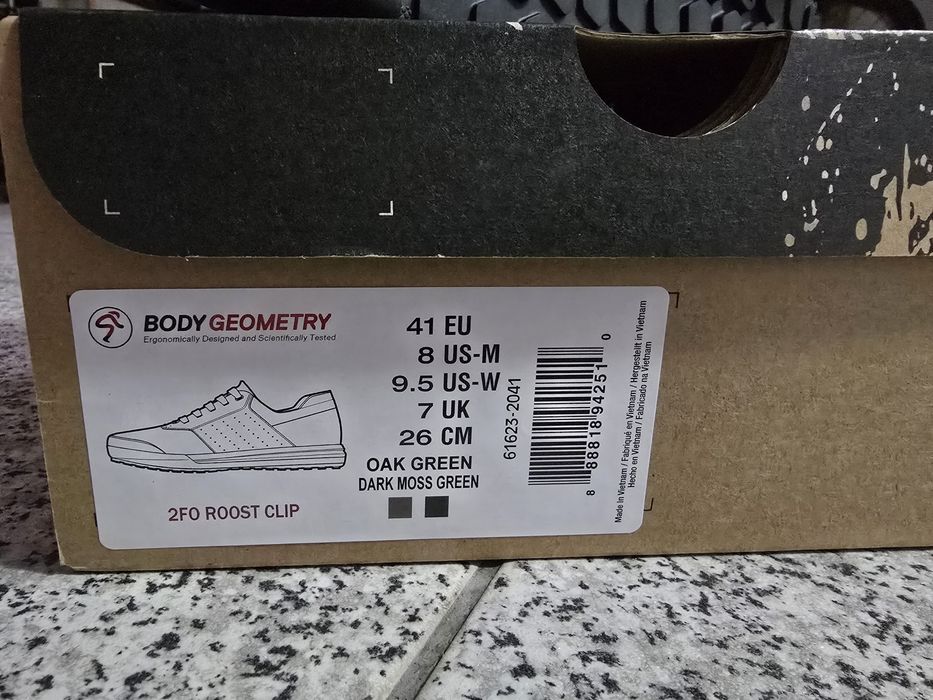 BODY GEOMETRY
Ergonomically Designed and Scientifically Tested
2FO ROOST CLIP
41 EU
8 US-M
9.5 US-W
7 UK
26 CM
OAK GREEN
DARK MOSS GREEN
61623-2041
8 88818 94251 0
Made In Vietnam / Fabriqué en Vietnam / Hergestellt in Vietnam
Hecho en Vietnam / Fabricado na Vietnam